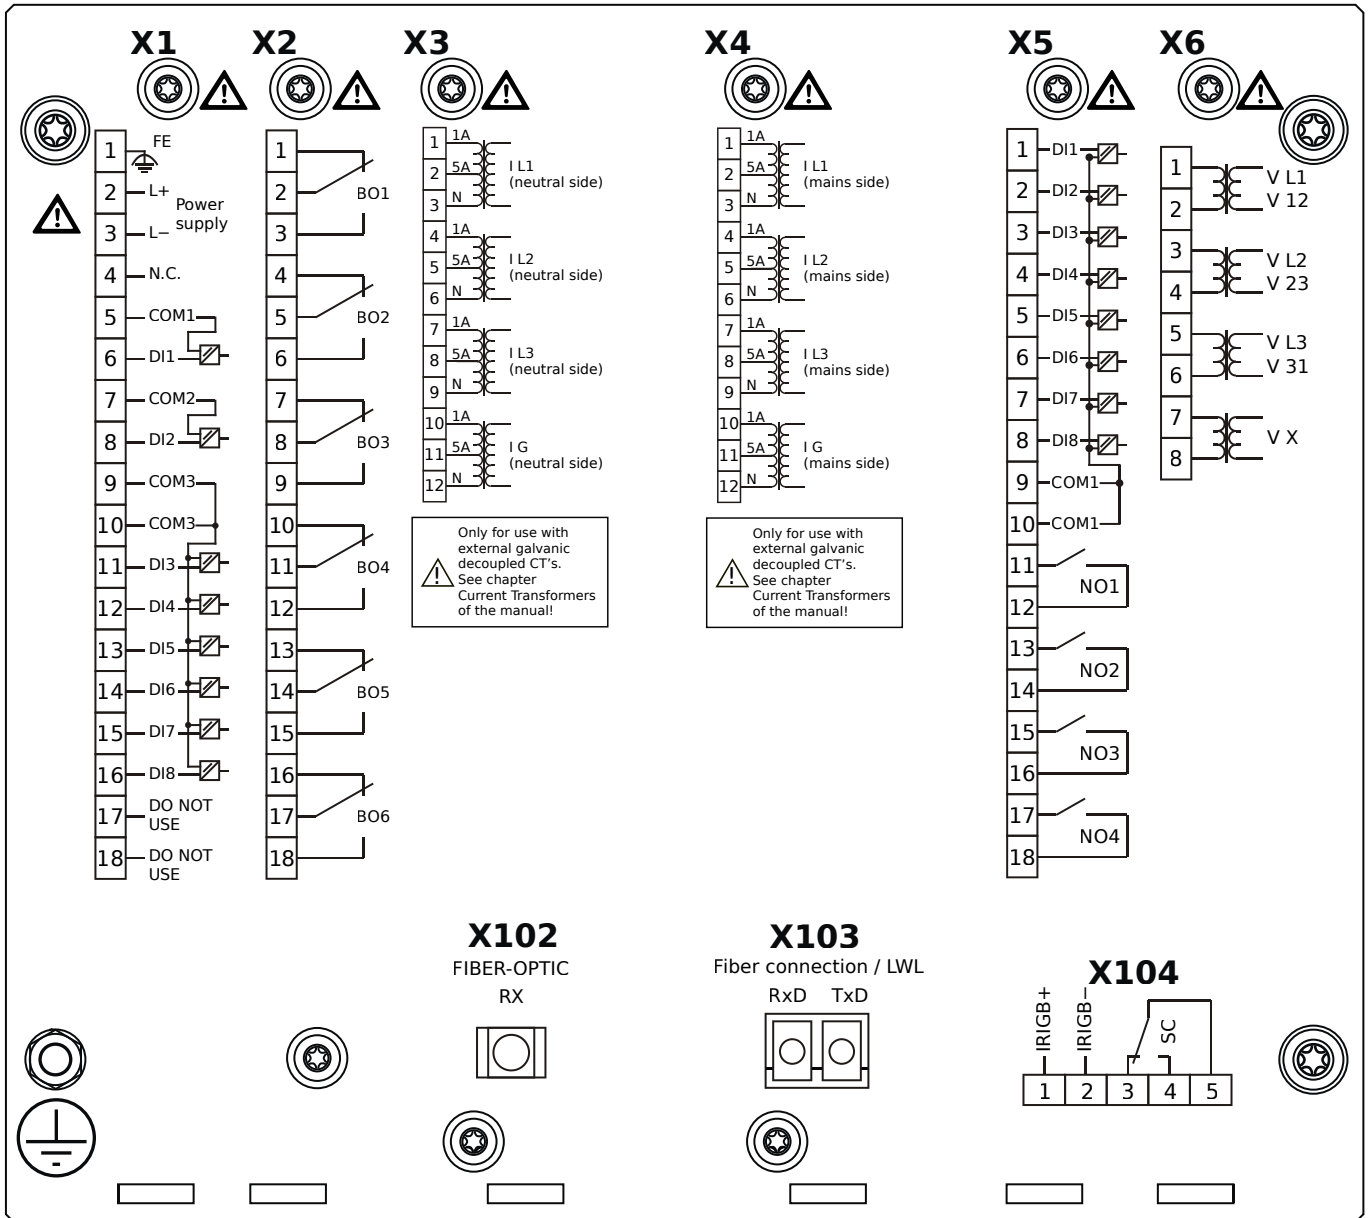 X1
X2
X3
X4
X5
X6
1
FE
2
L+
Power
supply
3
L−
4
N.C.
5
COM1
6
DI1
7
COM2
8
DI2
9
COM3
10
COM3
11
DI3
12
DI4
13
DI5
14
DI6
15
DI7
16
DI8
17
DO NOT
USE
18
DO NOT
USE
1
2
BO1
3
4
5
BO2
6
7
8
BO3
9
10
11
BO4
12
13
14
BO5
15
16
17
BO6
18
1
1A
2
5A
I L1
(neutral side)
3
N
4
1A
5
5A
I L2
(neutral side)
6
N
7
1A
8
5A
I L3
(neutral side)
9
N
10
1A
11
5A
I G
(neutral side)
12
N
Only for use with
external galvanic
decoupled CT's.
See chapter
Current Transformers
of the manual!
1
1A
2
5A
I L1
(mains side)
3
N
4
1A
5
5A
I L2
(mains side)
6
N
7
1A
8
5A
I L3
(mains side)
9
N
10
1A
11
5A
I G
(mains side)
12
N
Only for use with
external galvanic
decoupled CT's.
See chapter
Current Transformers
of the manual!
1
DI1
2
DI2
3
DI3
4
DI4
5
DI5
6
DI6
7
DI7
8
DI8
9
COM1
10
COM1
11
NO1
12
13
NO2
14
15
NO3
16
17
NO4
18
1
V L1
V 12
2
3
V L2
V 23
4
5
V L3
V 31
6
7
V X
8
X102
FIBER-OPTIC
RX
X103
Fiber connection / LWL
RxD TxD
X104
IRIGB+
IRIGB−
SC
1 2 3 4 5